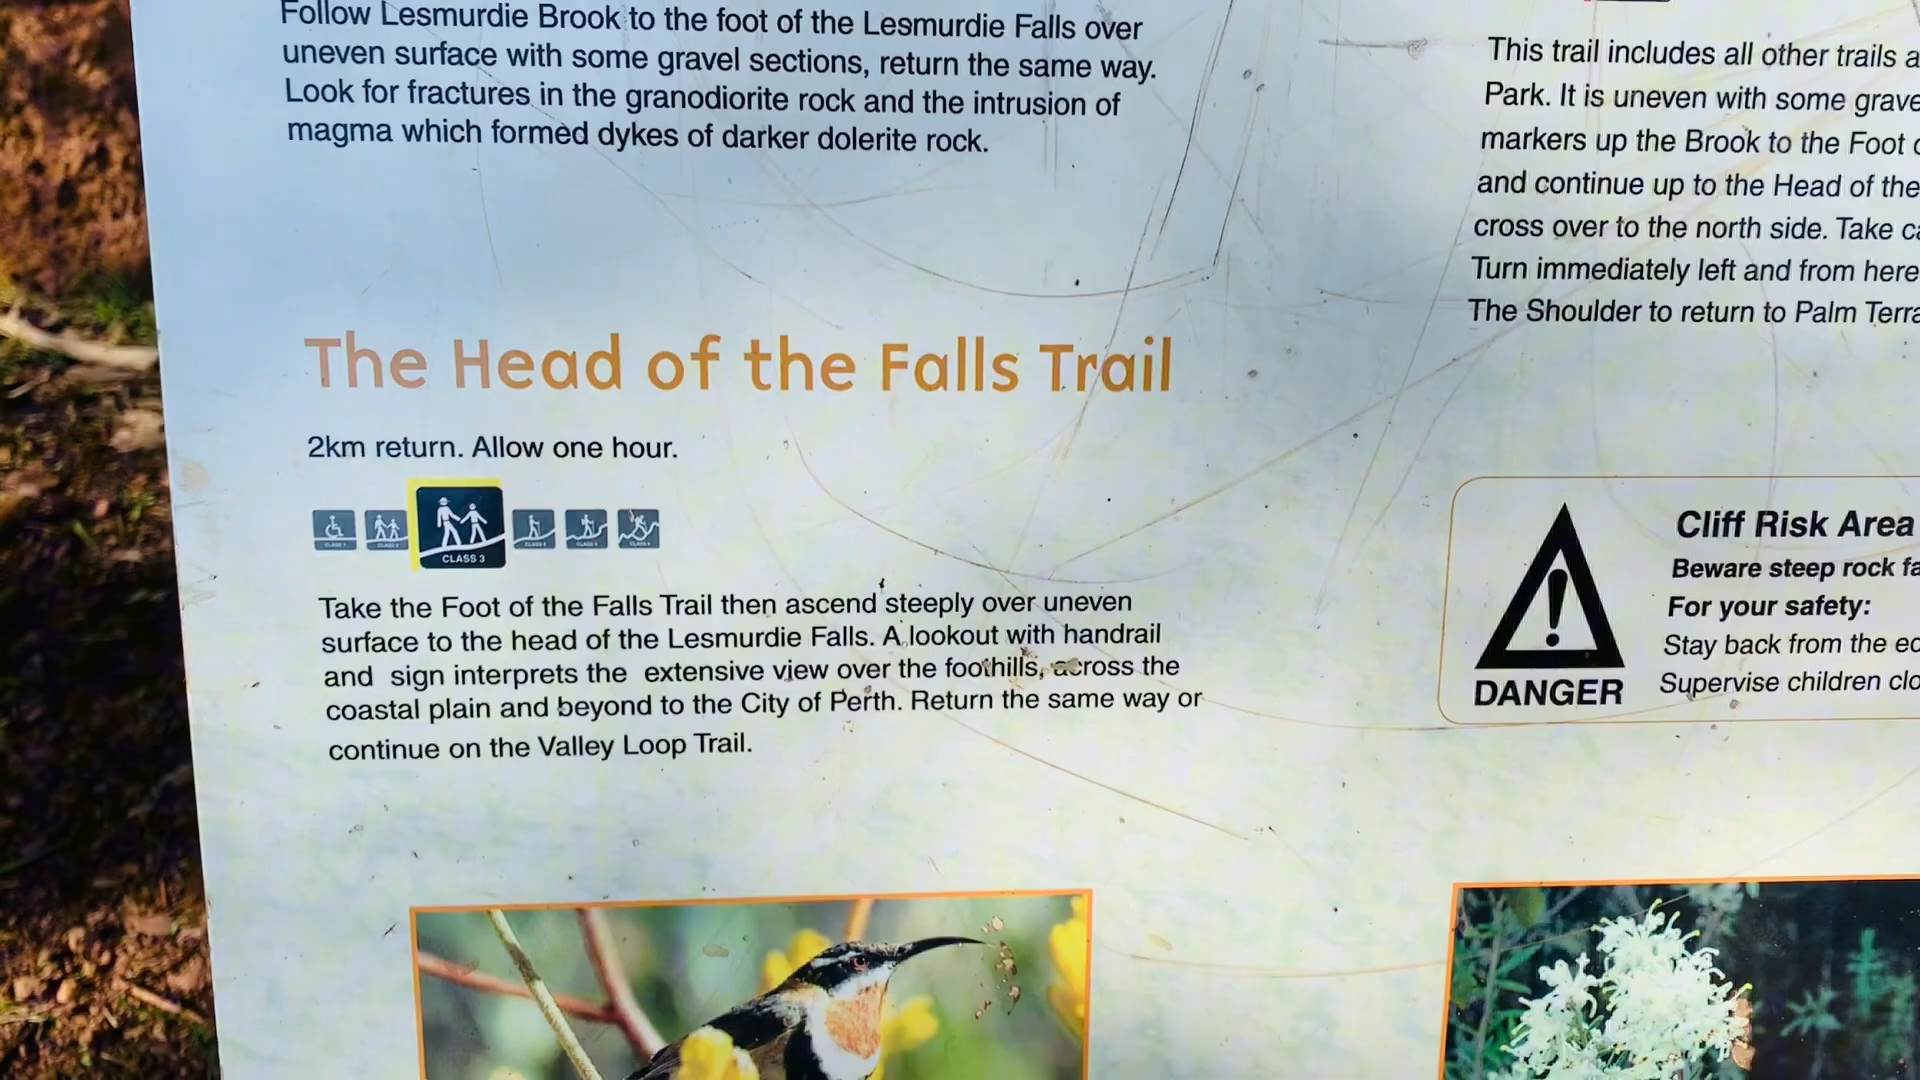 Follow Lesmurdie Brook to the foot of the Lesmurdie Falls over
uneven surface with some gravel sections, return the same way.
Look for fractures in the granodiorite rock and the intrusion of
magma which formed dykes of darker dolerite rock.
The Head of the Falls Trail
2km return. Allow one hour.
CLASS 3
Take the Foot of the Falls Trail then ascend steeply over uneven
surface to the head of the Lesmurdie Falls. A lookout with handrail
and sign interprets the extensive view over the foothills, across the
coastal plain and beyond to the City of Perth. Return the same way or
continue on the Valley Loop Trail.
This trail includes all other trails
Park. It is uneven with some
markers up the Brook to the Foot
and continue up to the Head of the
cross over to the north side. Take
Turn immediately left and from here
The Shoulder to return to Palm
Cliff Risk Area
Beware steep rock
For your safety:
Stay back from the
Supervise children
DANGER